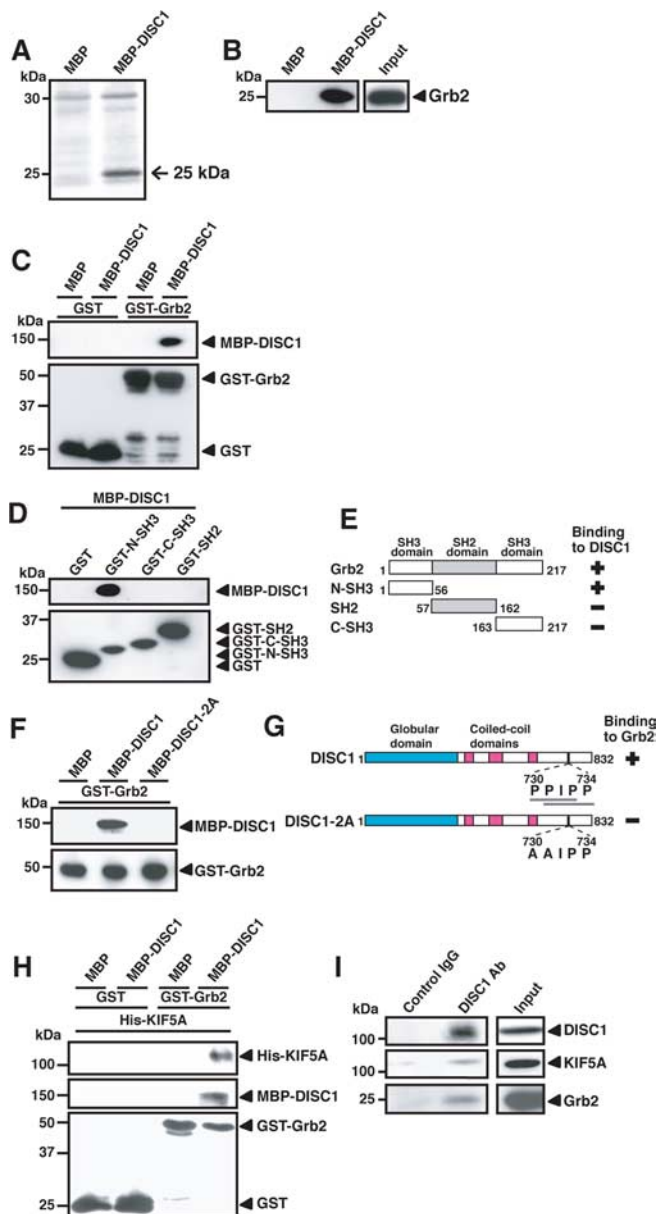 A
MBP
MBP-DISC1
kDa
30
25
← 25 kDa
B
MBP
MBP-DISC1
Input
kDa
25
Grb2
C
MBP
MBP-DISC1
MBP
MBP-DISC1
GST
GST-Grb2
kDa
150
MBP-DISC1
50
GST-Grb2
37
25
GST
D
MBP-DISC1
GST
GST-N-SH3
GST-C-SH3
GST-SH2
kDa
150
MBP-DISC1
37
GST-SH2
GST-C-SH3
GST-N-SH3
25
GST
E
SH3 domain
SH2 domain
SH3 domain
Binding to DISC1
Grb2 1 217 +
N-SH3 1 56 +
SH2 57 162 −
C-SH3 163 217 −
F
MBP
MBP-DISC1
MBP-DISC1-2A
GST-Grb2
kDa
150
MBP-DISC1
50
GST-Grb2
G
Globular domain
Coiled-coil domains
Binding to Grb2
DISC1 1 832 +
730 734
P P I P P
DISC1-2A 1 832 −
730 734
A A I P P
H
MBP
MBP-DISC1
MBP
MBP-DISC1
GST
GST-Grb2
His-KIF5A
kDa
100
His-KIF5A
150
MBP-DISC1
50
GST-Grb2
37
25
GST
I
Control IgG
DISC1 Ab
Input
kDa
100
DISC1
100
KIF5A
25
Grb2